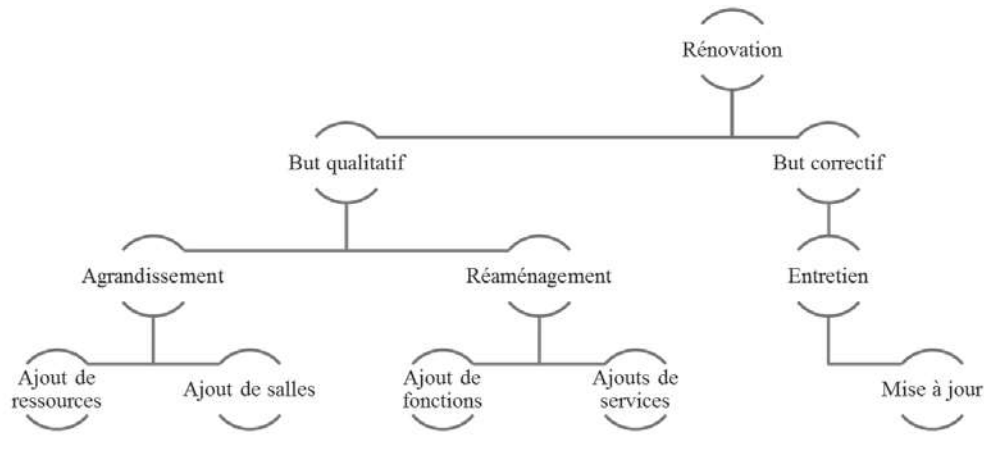 Rénovation
But qualitatif
But correctif
Agrandissement
Réaménagement
Entretien
Ajout de
ressources
Ajout de salles
Ajout de
fonctions
Ajouts de
services
Mise à jour